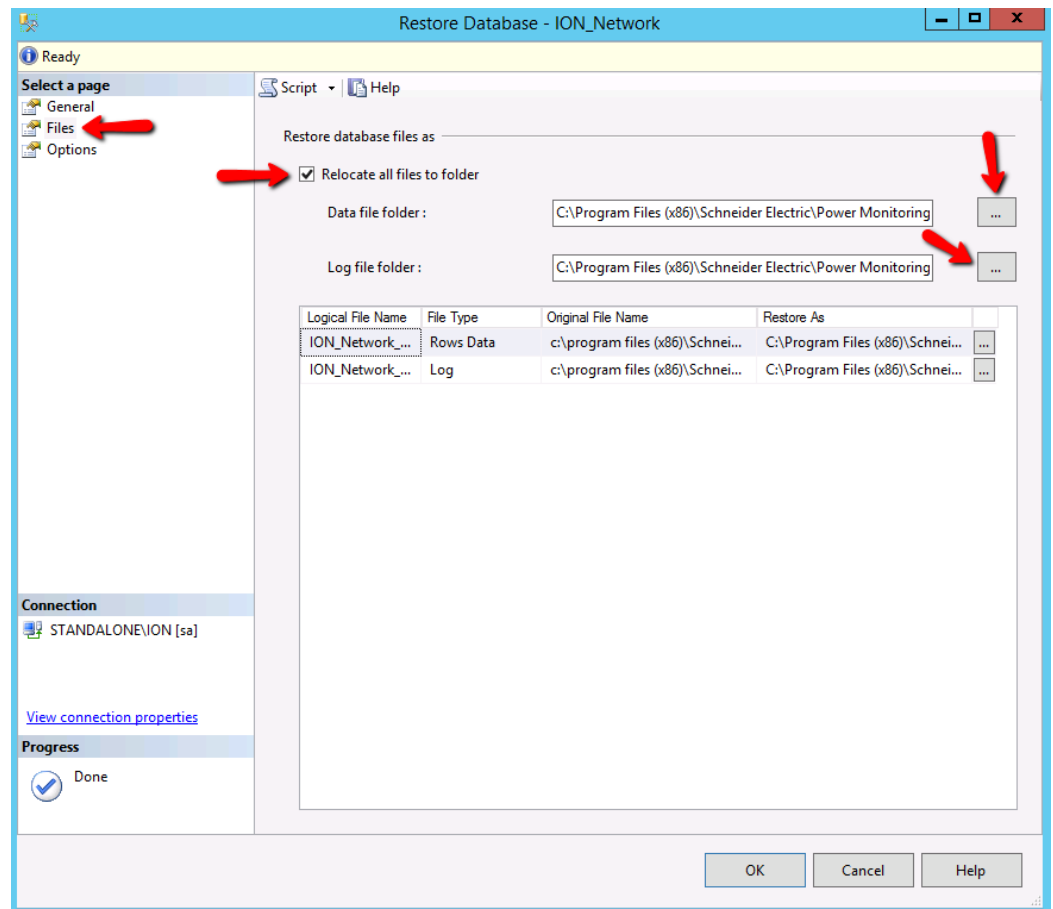 Restore Database - ION_Network
Ready
Select a page
General
Files
Options
Script
Help
Restore database files as
Relocate all files to folder
Data file folder :
C:\Program Files (x86)\Schneider Electric\Power Monitoring
...
Log file folder :
C:\Program Files (x86)\Schneider Electric\Power Monitoring
...
Logical File Name File Type Original File Name Restore As
ION_Network_... Rows Data c:\program files (x86)\Schnei... C:\Program Files (x86)\Schnei... ...
ION_Network_... Log c:\program files (x86)\Schnei... C:\Program Files (x86)\Schnei... ...
Connection
STANDALONE\ION [sa]
View connection properties
Progress
Done
OK Cancel Help